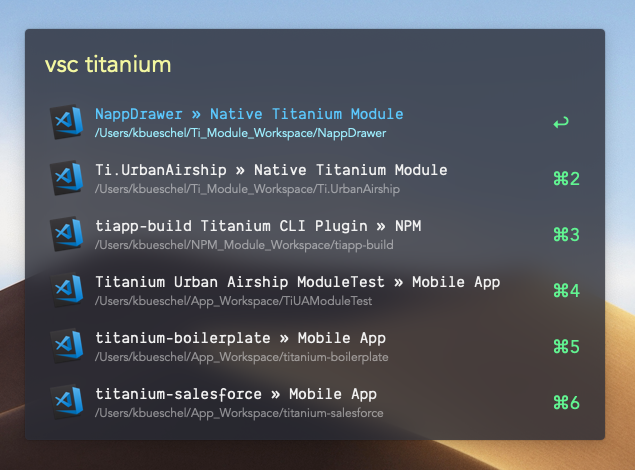 vsc titanium
NappDrawer » Native Titanium Module
/Users/kbueschel/Ti_Module_Workspace/NappDrawer
↩
Ti.UrbanAirship » Native Titanium Module
/Users/kbueschel/Ti_Module_Workspace/Ti.UrbanAirship
⌘2
tiapp-build Titanium CLI Plugin » NPM
/Users/kbueschel/NPM_Module_Workspace/tiapp-build
⌘3
Titanium Urban Airship ModuleTest » Mobile App
/Users/kbueschel/App_Workspace/TiUAModuleTest
⌘4
titanium-boilerplate » Mobile App
/Users/kbueschel/App_Workspace/titanium-boilerplate
⌘5
titanium-salesforce » Mobile App
/Users/kbueschel/App_Workspace/titanium-salesforce
⌘6